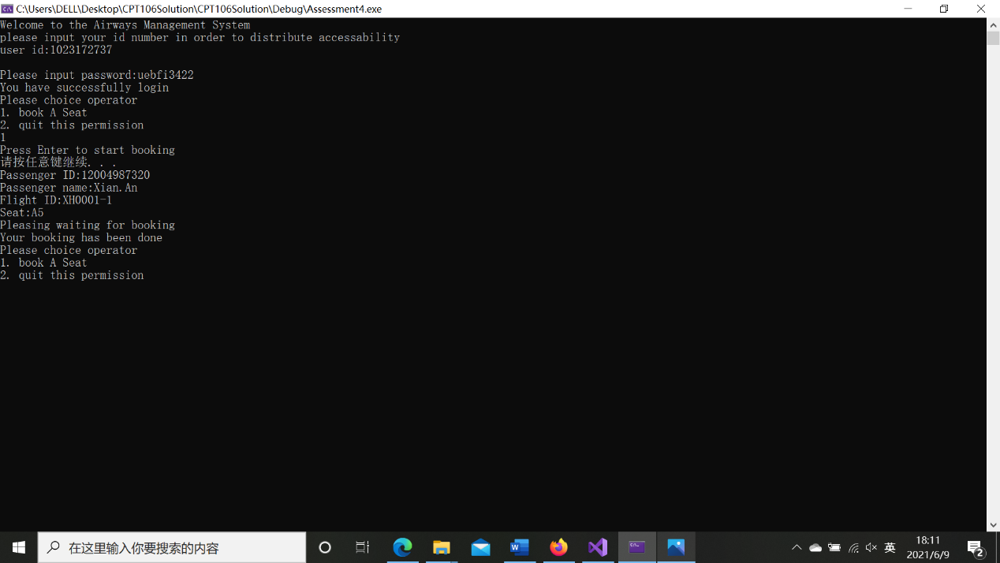 C:\Users\DELL\Desktop\CPT106Solution\CPT106Solution\Debug\Assessment4.exe
Welcome to the Airways Management System
please input your id number in order to distribute accessability
user id:1023172737
Please input password:uebfi3422
You have successfully login
Please choice operator
1. book A Seat
2. quit this permission
1
Press Enter to start booking
请按任意键继续. . .
Passenger ID:12004987320
Passenger name:Xian.An
Flight ID:XH0001-1
Seat:A5
Pleasing waiting for booking
Your booking has been done
Please choice operator
1. book A Seat
2. quit this permission
在这里输入你要搜索的内容
英
18:11
2021/6/9
2